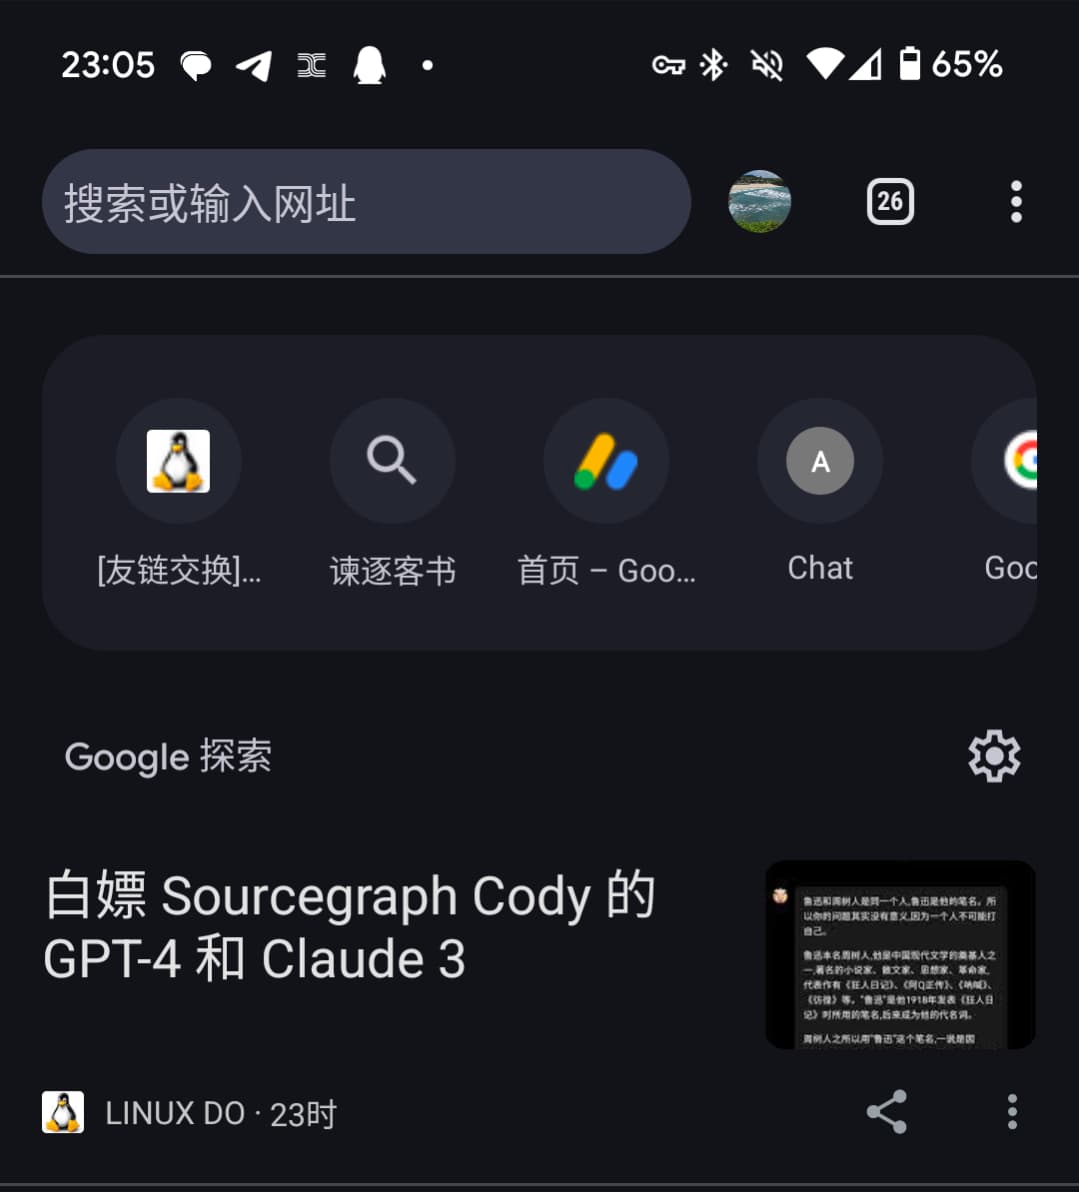 23:05
65%
搜索或输入网址
26
A
[友链交换]...
谏逐客书
首页 – Goo...
Chat
Goo
Google 探索
白嫖 Sourcegraph Cody 的
GPT-4 和 Claude 3
鲁迅和周树人是同一个人,鲁迅是他的笔名。所
以你的问题其实没有意义,因为一个人不可能打
自己。
鲁迅本名周树人,他是中国现代文学的奠基人之
一,著名的小说家、散文家、思想家、革命家,
代表作有《狂人日记》、《阿Q正传》、《呐喊》、
《彷徨》等。"鲁迅"是他1918年发表《狂人日
记》时所用的笔名,后来成为他的代名词。
周树人之所以用"鲁迅"这个笔名,一说是因
LINUX DO · 23时